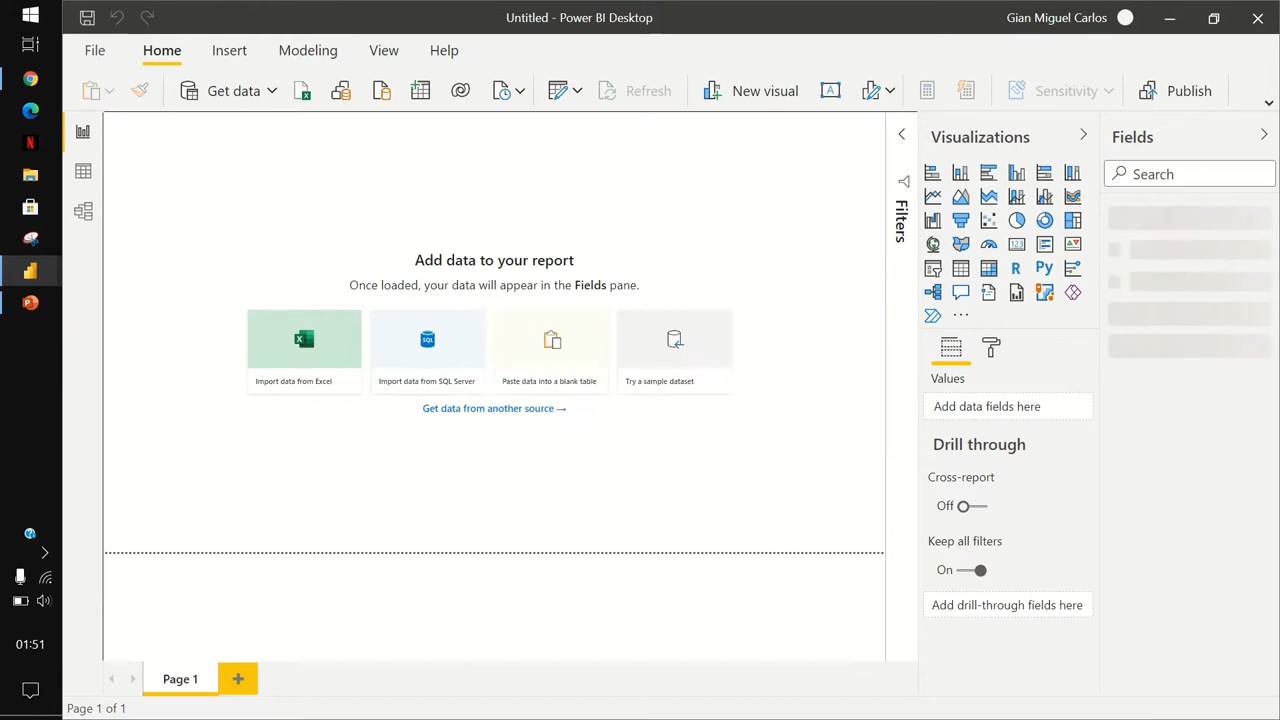 Untitled - Power BI Desktop
Gian Miguel Carlos
File Home Insert Modeling View Help
Get data
Refresh
New visual
Sensitivity
Publish
Visualizations
Fields
Search
Filters
Add data to your report
Once loaded, your data will appear in the Fields pane.
SQL
Import data from Excel
Import data from SQL Server
Paste data into a blank table
Try a sample dataset
Get data from another source →
123
R
Py
Values
Add data fields here
Drill through
Cross-report
Off
Keep all filters
On
Add drill-through fields here
01:51
Page 1
Page 1 of 1